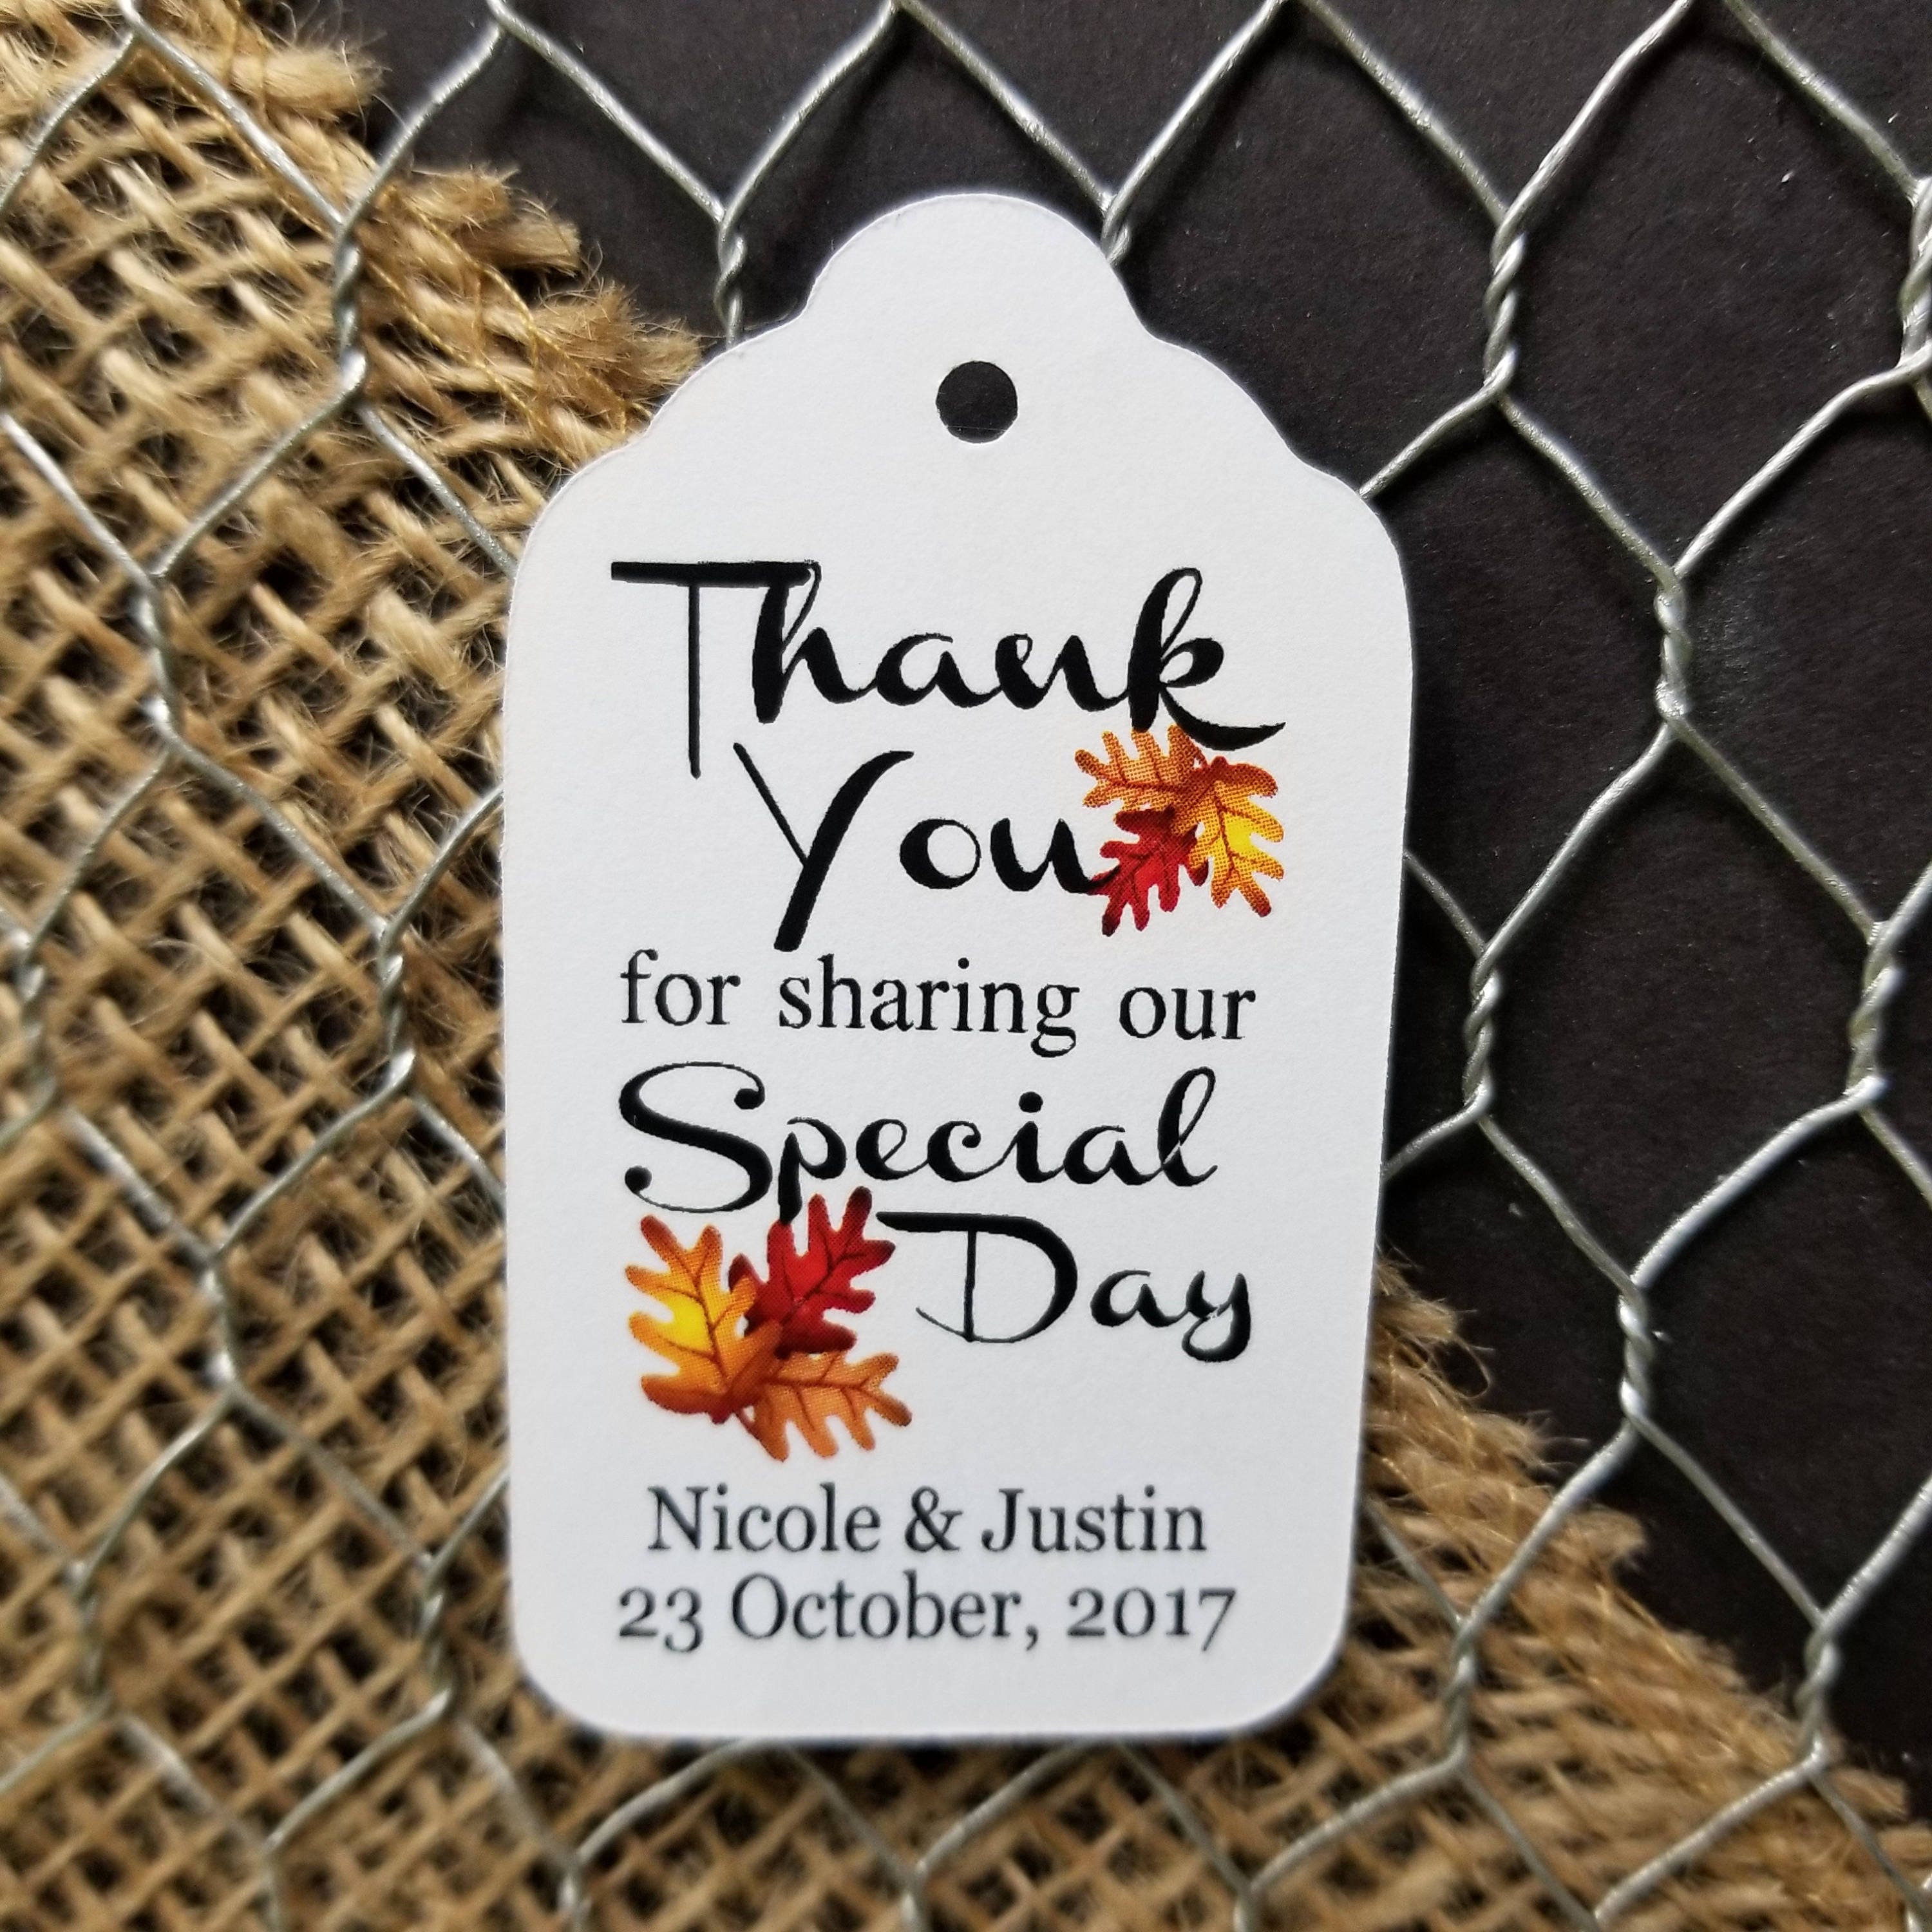 Thank
You
for sharing our
Special
Day
Nicole & Justin
23 October, 2017